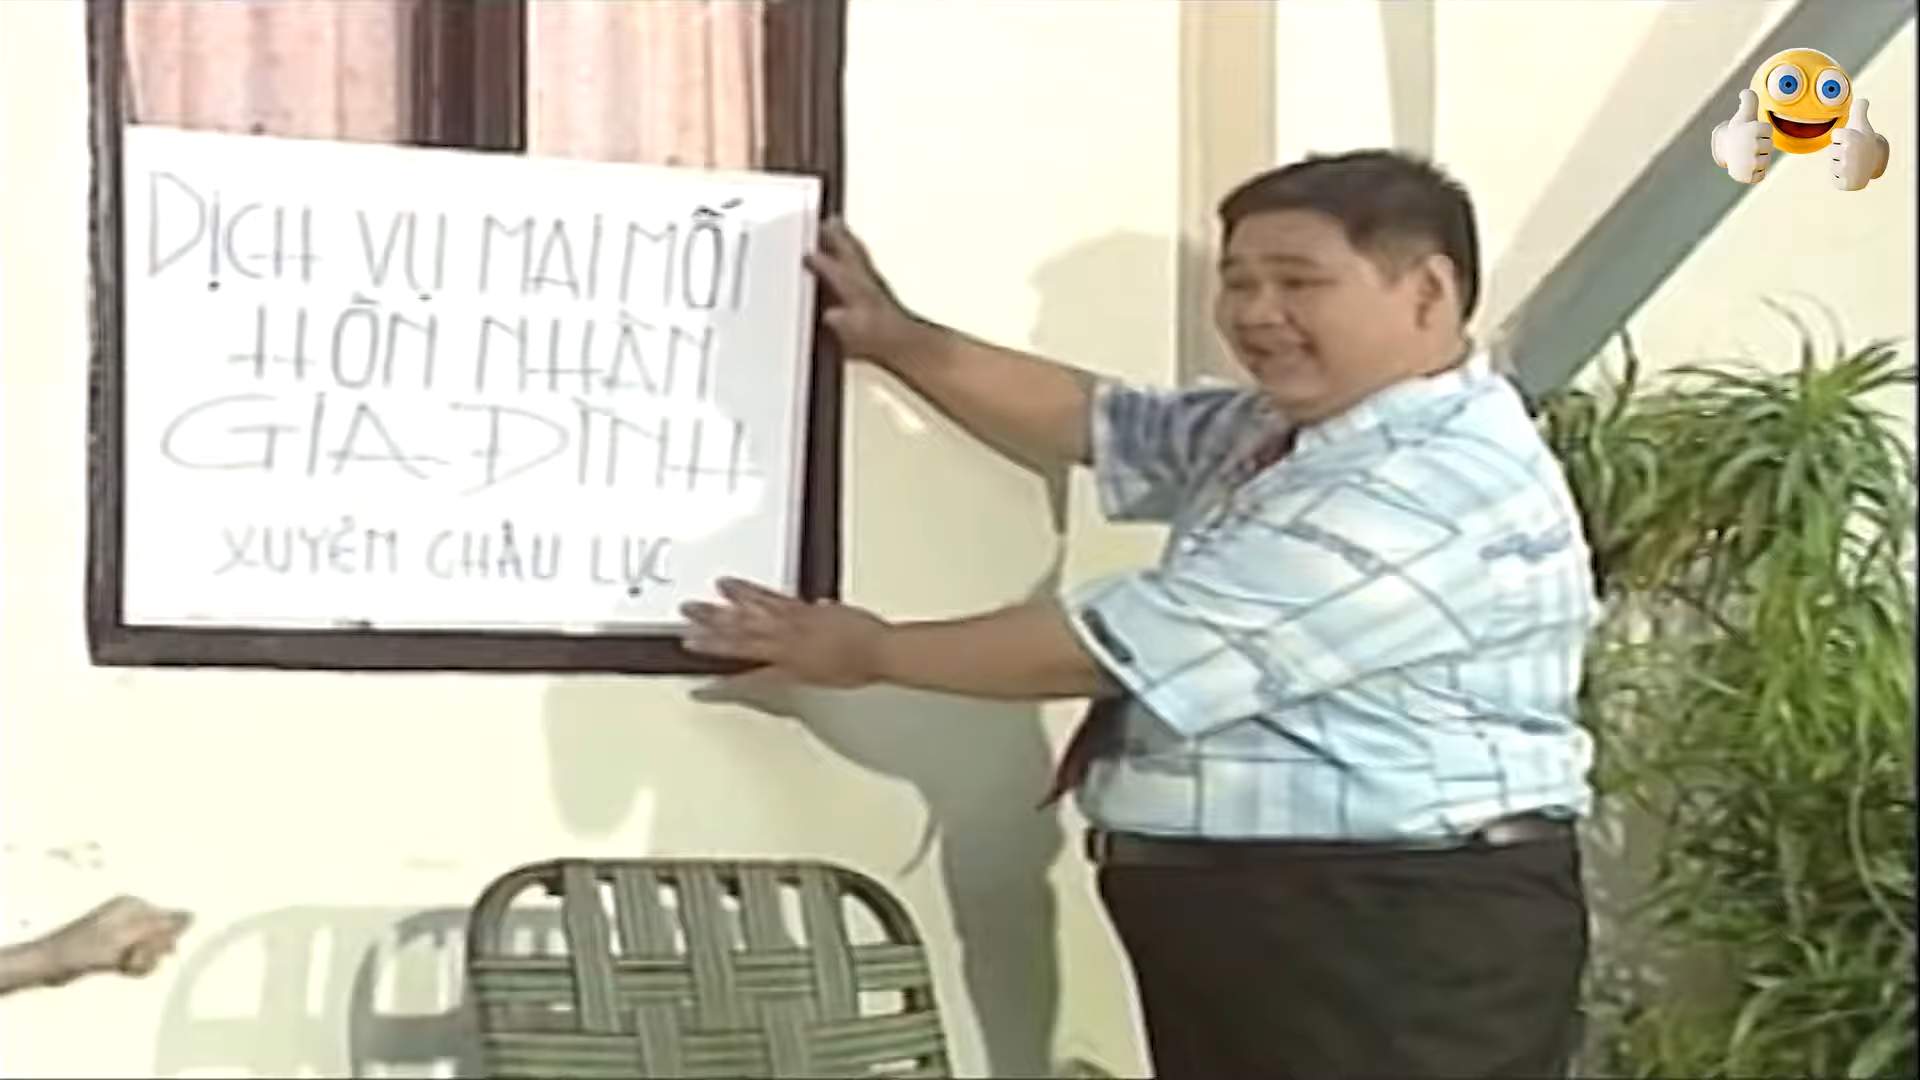 DỊCH VỤ MAI MỐI
HÔN NHÂN
GIA ĐÌNH
XUYÊN CHÂU LỤC